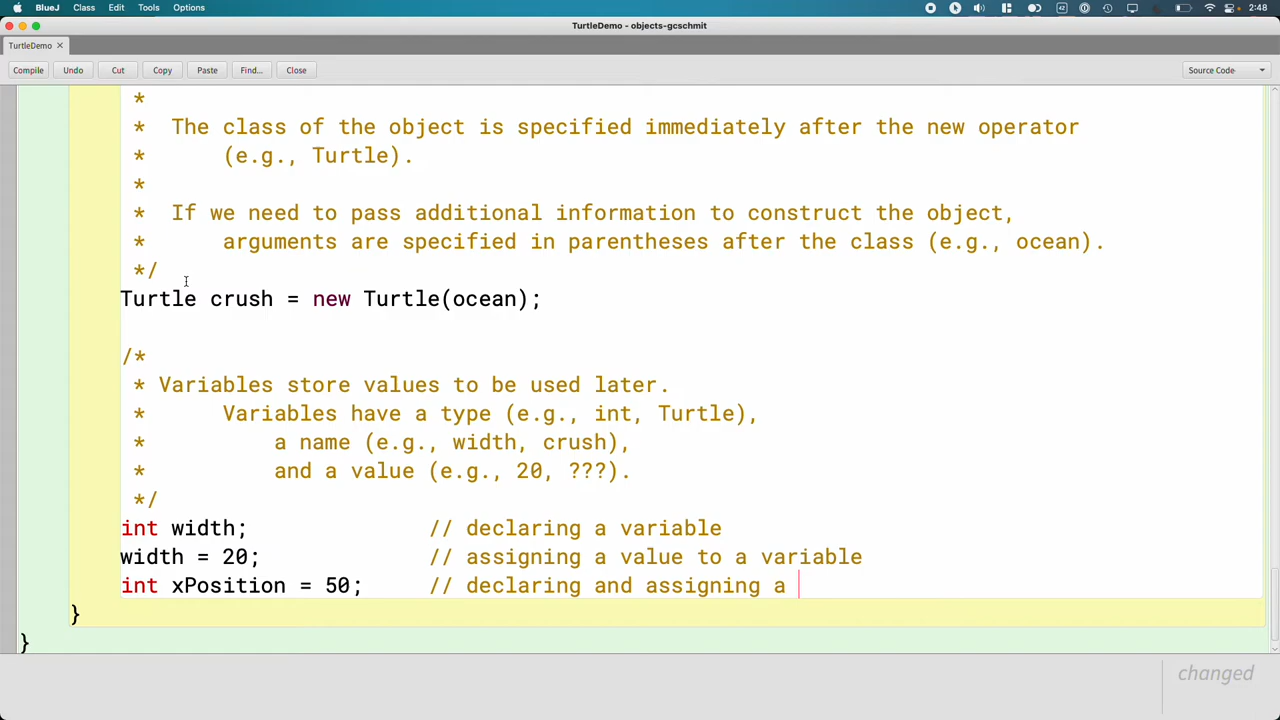 BlueJ Class Edit Tools Options 2:48
TurtleDemo - objects-gcschmit
TurtleDemo ×
Compile Undo Cut Copy Paste Find... Close Source Code
*
* The class of the object is specified immediately after the new operator
* (e.g., Turtle).
*
* If we need to pass additional information to construct the object,
* arguments are specified in parentheses after the class (e.g., ocean).
*/
Turtle crush = new Turtle(ocean);
/*
* Variables store values to be used later.
* Variables have a type (e.g., int, Turtle),
* a name (e.g., width, crush),
* and a value (e.g., 20, ???).
*/
int width; // declaring a variable
width = 20; // assigning a value to a variable
int xPosition = 50; // declaring and assigning a
}
}
changed